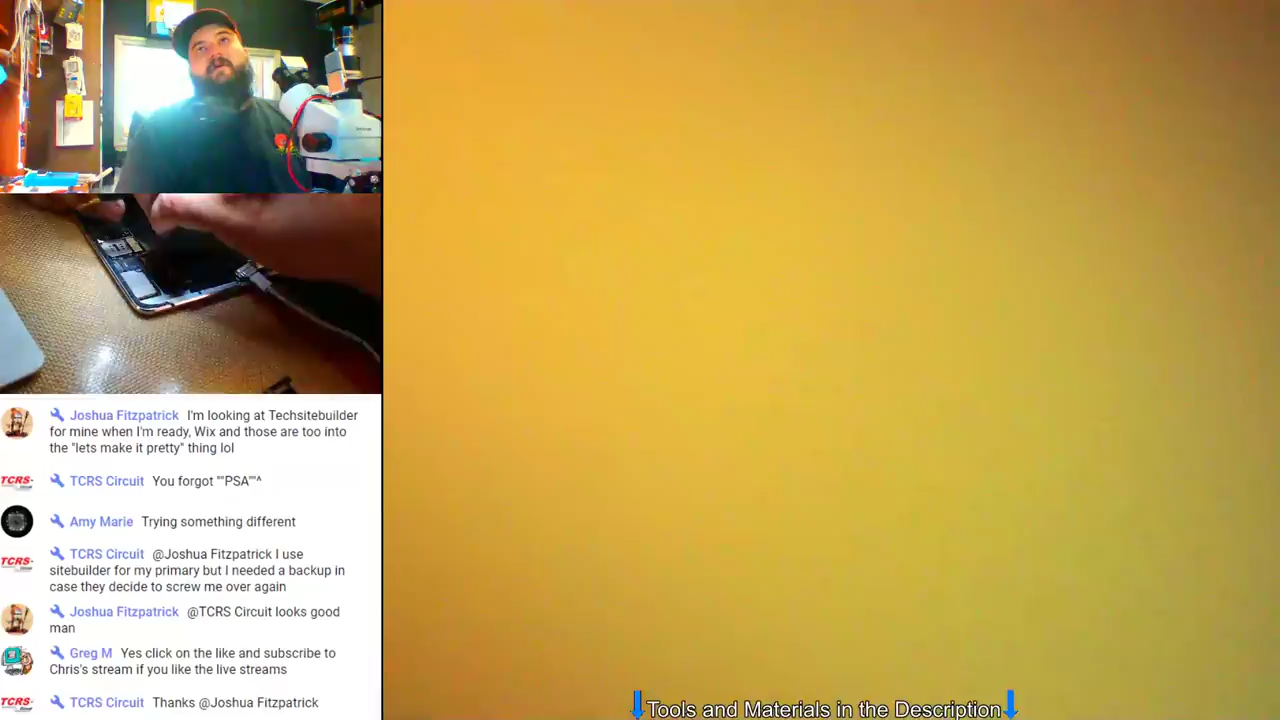 Joshua Fitzpatrick I'm looking at Techsitebuilder
for mine when I'm ready, Wix and those are too into
the "lets make it pretty" thing lol
TCRS-
TCRS Circuit You forgot ""PSA""^
Amy Marie Trying something different
TCRS-
TCRS Circuit @Joshua Fitzpatrick I use
sitebuilder for my primary but I needed a backup in
case they decide to screw me over again
Joshua Fitzpatrick @TCRS Circuit looks good
man
Greg M Yes click on the like and subscribe to
Chris's stream if you like the live streams
TCRS-
TCRS Circuit Thanks @Joshua Fitzpatrick
Tools and Materials in the Description